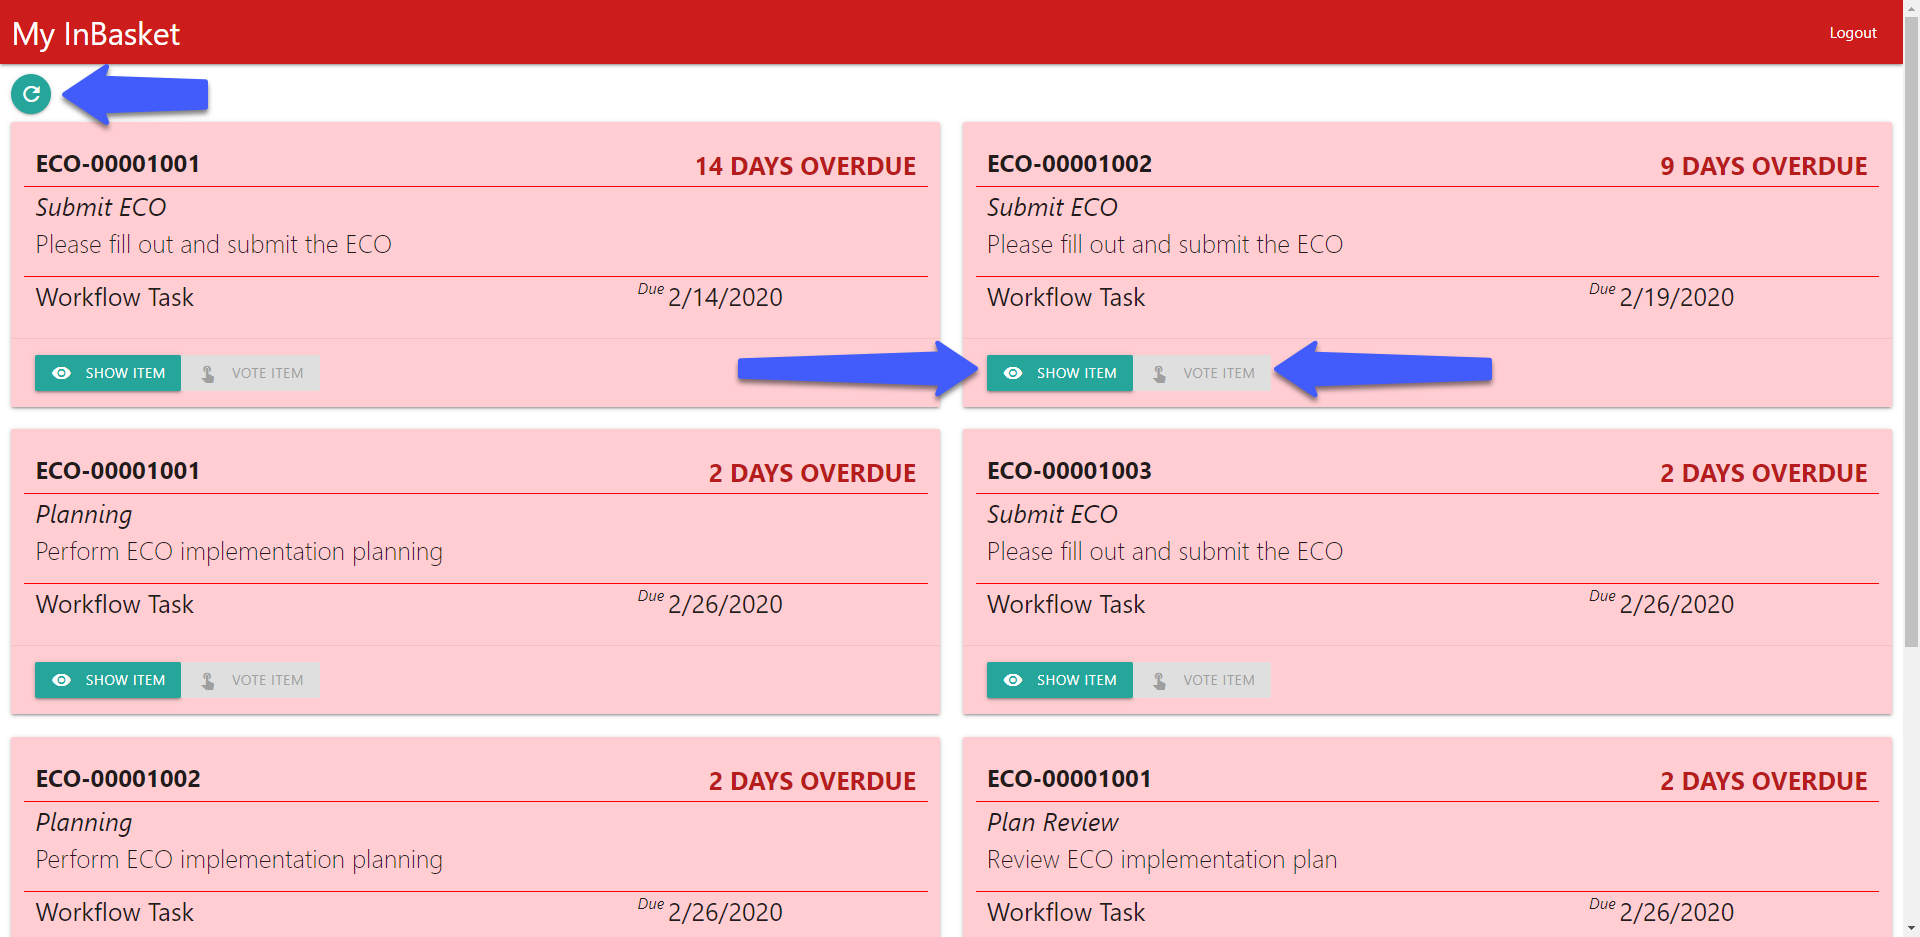 My InBasket
Logout
ECO-00001001
14 DAYS OVERDUE
Submit ECO
Please fill out and submit the ECO
Workflow Task
Due 2/14/2020
SHOW ITEM
VOTE ITEM
ECO-00001002
9 DAYS OVERDUE
Submit ECO
Please fill out and submit the ECO
Workflow Task
Due 2/19/2020
SHOW ITEM
VOTE ITEM
ECO-00001001
2 DAYS OVERDUE
Planning
Perform ECO implementation planning
Workflow Task
Due 2/26/2020
SHOW ITEM
VOTE ITEM
ECO-00001003
2 DAYS OVERDUE
Submit ECO
Please fill out and submit the ECO
Workflow Task
Due 2/26/2020
SHOW ITEM
VOTE ITEM
ECO-00001002
2 DAYS OVERDUE
Planning
Perform ECO implementation planning
Workflow Task
Due 2/26/2020
ECO-00001001
2 DAYS OVERDUE
Plan Review
Review ECO implementation plan
Workflow Task
Due 2/26/2020